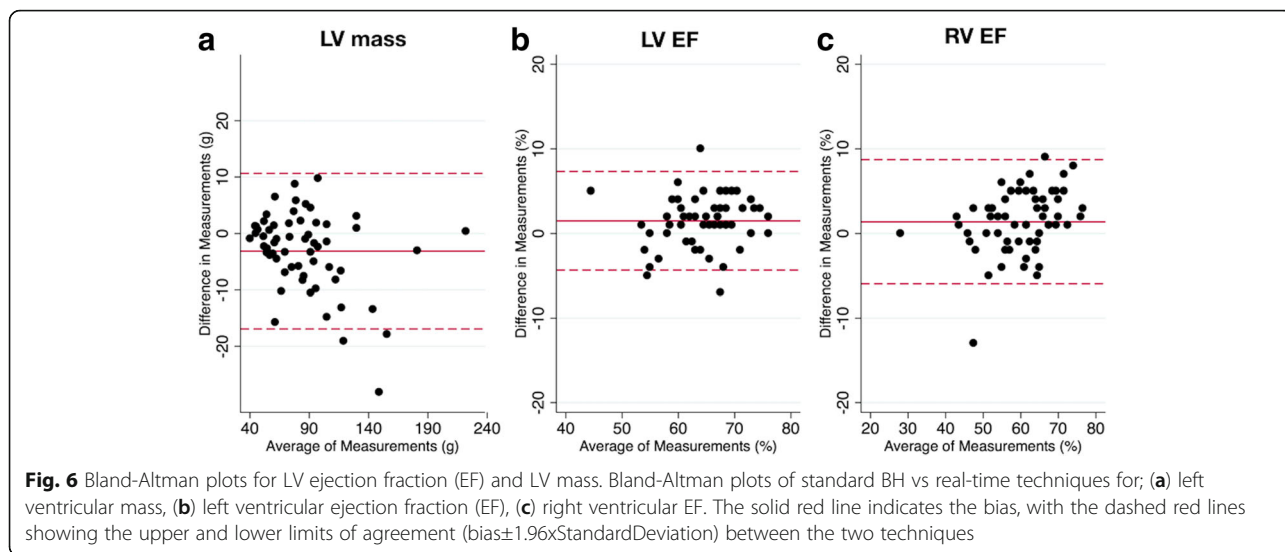 a LV mass
b LV EF
c RV EF
Difference in Measurements (g)
20
10
0
-10
-20
40 60 90 140 190 240
Average of Measurements (g)
Difference in Measurements (%)
20
10
0
-10
-20
40 50 60 70 80
Average of Measurements (%)
Difference in Measurements (%)
20
10
0
-10
-20
20 30 40 50 60 70 80
Average of Measurements (%)
Fig. 6 Bland-Altman plots for LV ejection fraction (EF) and LV mass. Bland-Altman plots of standard BH vs real-time techniques for; (a) left
ventricular mass, (b) left ventricular ejection fraction (EF), (c) right ventricular EF. The solid red line indicates the bias, with the dashed red lines
showing the upper and lower limits of agreement (bias±1.96xStandardDeviation) between the two techniques